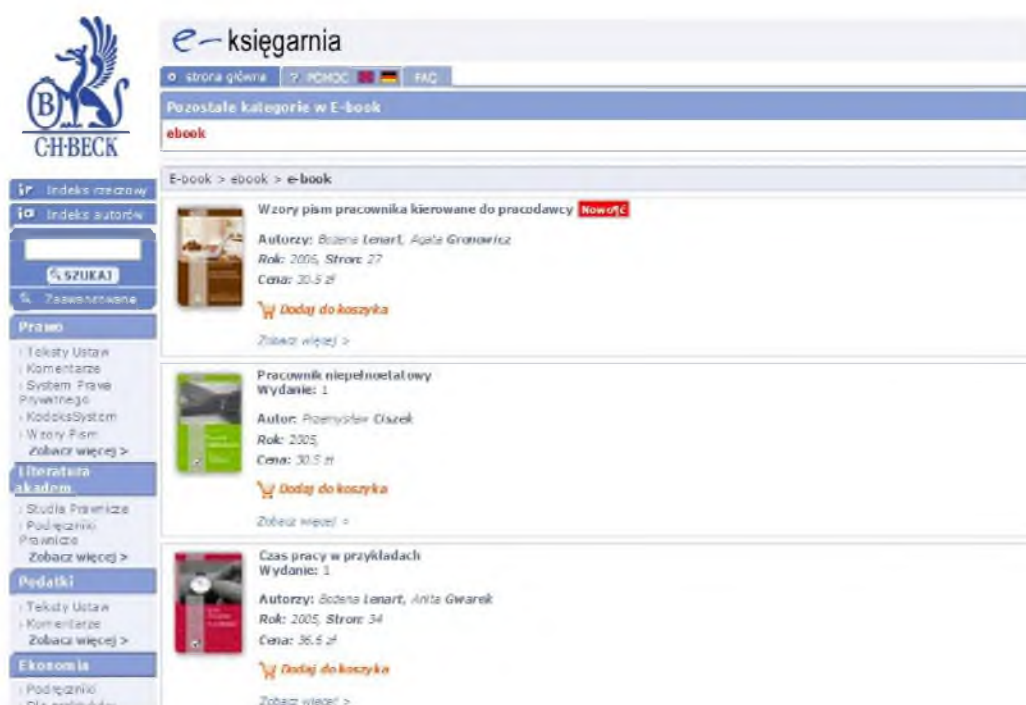 e-księgarnia
strona główna ? POMOC FAQ
Pozostałe kategorie w E-book
ebook
B
C·H·BECK
E-book > ebook > e-book
Indeks rzeczowy
Indeks autorów
SZUKAJ
Zaawansowane
Wzory pism pracownika kierowane do pracodawcy Nowo¶ć
Autorzy: Bożena Lenart, Agata Gronowicz
Rok: 2005, Stron: 27
Cena: 30.5 zł
Dodaj do koszyka
Zobacz więcej >
Pracownik niepełnoetatowy
Wydanie: 1
Autor: Przemysław Ciszek
Rok: 2005,
Cena: 30.5 zł
Dodaj do koszyka
Zobacz więcej >
Czas pracy w przykładach
Wydanie: 1
Autorzy: Bożena Lenart, Anita Gwarek
Rok: 2005, Stron: 34
Cena: 36.6 zł
Dodaj do koszyka
Zobacz więcej >
Prawo
› Teksty Ustaw
› Komentarze
› System Prawa
Prywatnego
› KodeksSystem
› Wzory Pism
Zobacz więcej >
Literatura
akadem.
› Studia Prawnicze
› Podręczniki
Prawnicze
Zobacz więcej >
Podatki
› Teksty Ustaw
› Komentarze
Zobacz więcej >
Ekonomia
› Podręczniki
› Dla praktyków